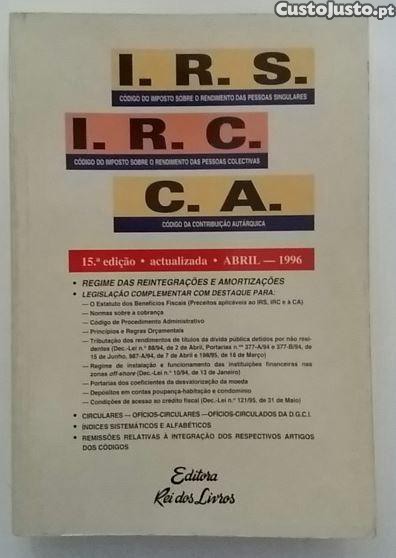 CustoJusto.pt
I. R. S.
CÓDIGO DO IMPOSTO SOBRE O RENDIMENTO DAS PESSOAS SINGULARES
I. R. C.
CÓDIGO DO IMPOSTO SOBRE O RENDIMENTO DAS PESSOAS COLECTIVAS
C. A.
CÓDIGO DA CONTRIBUIÇÃO AUTÁRQUICA
15.ª edição • actualizada • ABRIL — 1996
• REGIME DAS REINTEGRAÇÕES E AMORTIZAÇÕES
• LEGISLAÇÃO COMPLEMENTAR COM DESTAQUE PARA:
— O Estatuto dos Benefícios Fiscais (Preceitos aplicáveis ao IRS, IRC e à CA)
— Normas sobre a cobrança
— Código de Procedimento Administrativo
— Princípios e Regras Orçamentais
— Tributação dos rendimentos de títulos da dívida pública detidos por não resi-
dentes (Dec.-Lei n.º 88/94, de 2 de Abril, Portarias n.ºs 377-A/94 e 377-B/94, de
15 de Junho, 987-A/94, de 7 de Abril e 198/95, de 16 de Março)
— Regime de instalação e funcionamento das instituições financeiras nas
zonas off-shore (Dec.-Lei n.º 10/94, de 13 de Janeiro)
— Portarias dos coeficientes da desvalorização da moeda
— Depósitos em contas poupança-habitação e condomínio
— Condições de acesso ao crédito fiscal (Dec.-Lei n.º 121/95, de 31 de Maio)
• CIRCULARES — OFÍCIOS-CIRCULARES — OFÍCIOS-CIRCULADOS DA D.G.C.I.
• ÍNDICES SISTEMÁTICOS E ALFABÉTICOS
• REMISSÕES RELATIVAS À INTEGRAÇÃO DOS RESPECTIVOS ARTIGOS
DOS CÓDIGOS
Editora
Rei dos Livros